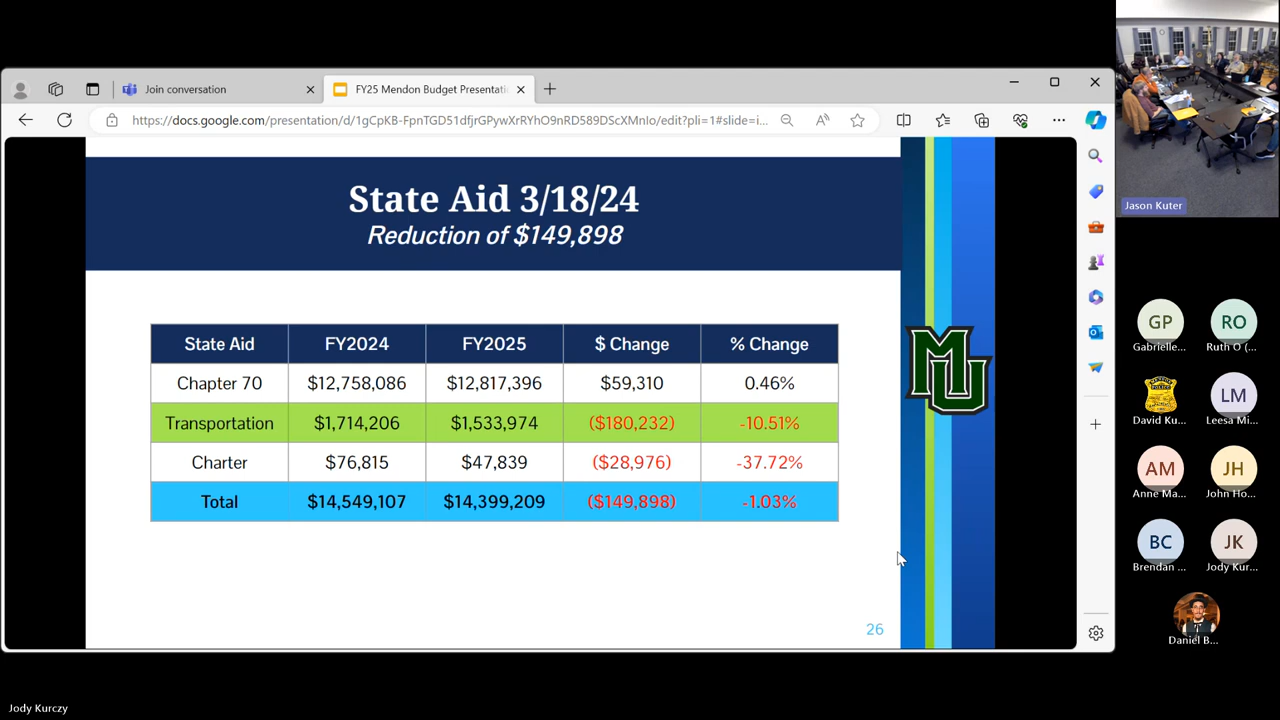 Join conversation
FY25 Mendon Budget Presentati
https://docs.google.com/presentation/d/1gCpKB-FpnTGD51dfjrGPywXrRYhO9nRD589DScXMnIo/edit?pli=1#slide=i...
State Aid 3/18/24
Reduction of $149,898
State Aid FY2024 FY2025 $ Change % Change
Chapter 70 $12,758,086 $12,817,396 $59,310 0.46%
Transportation $1,714,206 $1,533,974 ($180,232) -10.51%
Charter $76,815 $47,839 ($28,976) -37.72%
Total $14,549,107 $14,399,209 ($149,898) -1.03%
MU
26
Jason Kuter
GP RO
Gabrielle... Ruth O (...
LM
David Ku... Leesa Mi...
AM JH
Anne Ma... John Ho...
BC JK
Brendan ... Jody Kur...
Daniel B...
Jody Kurczy